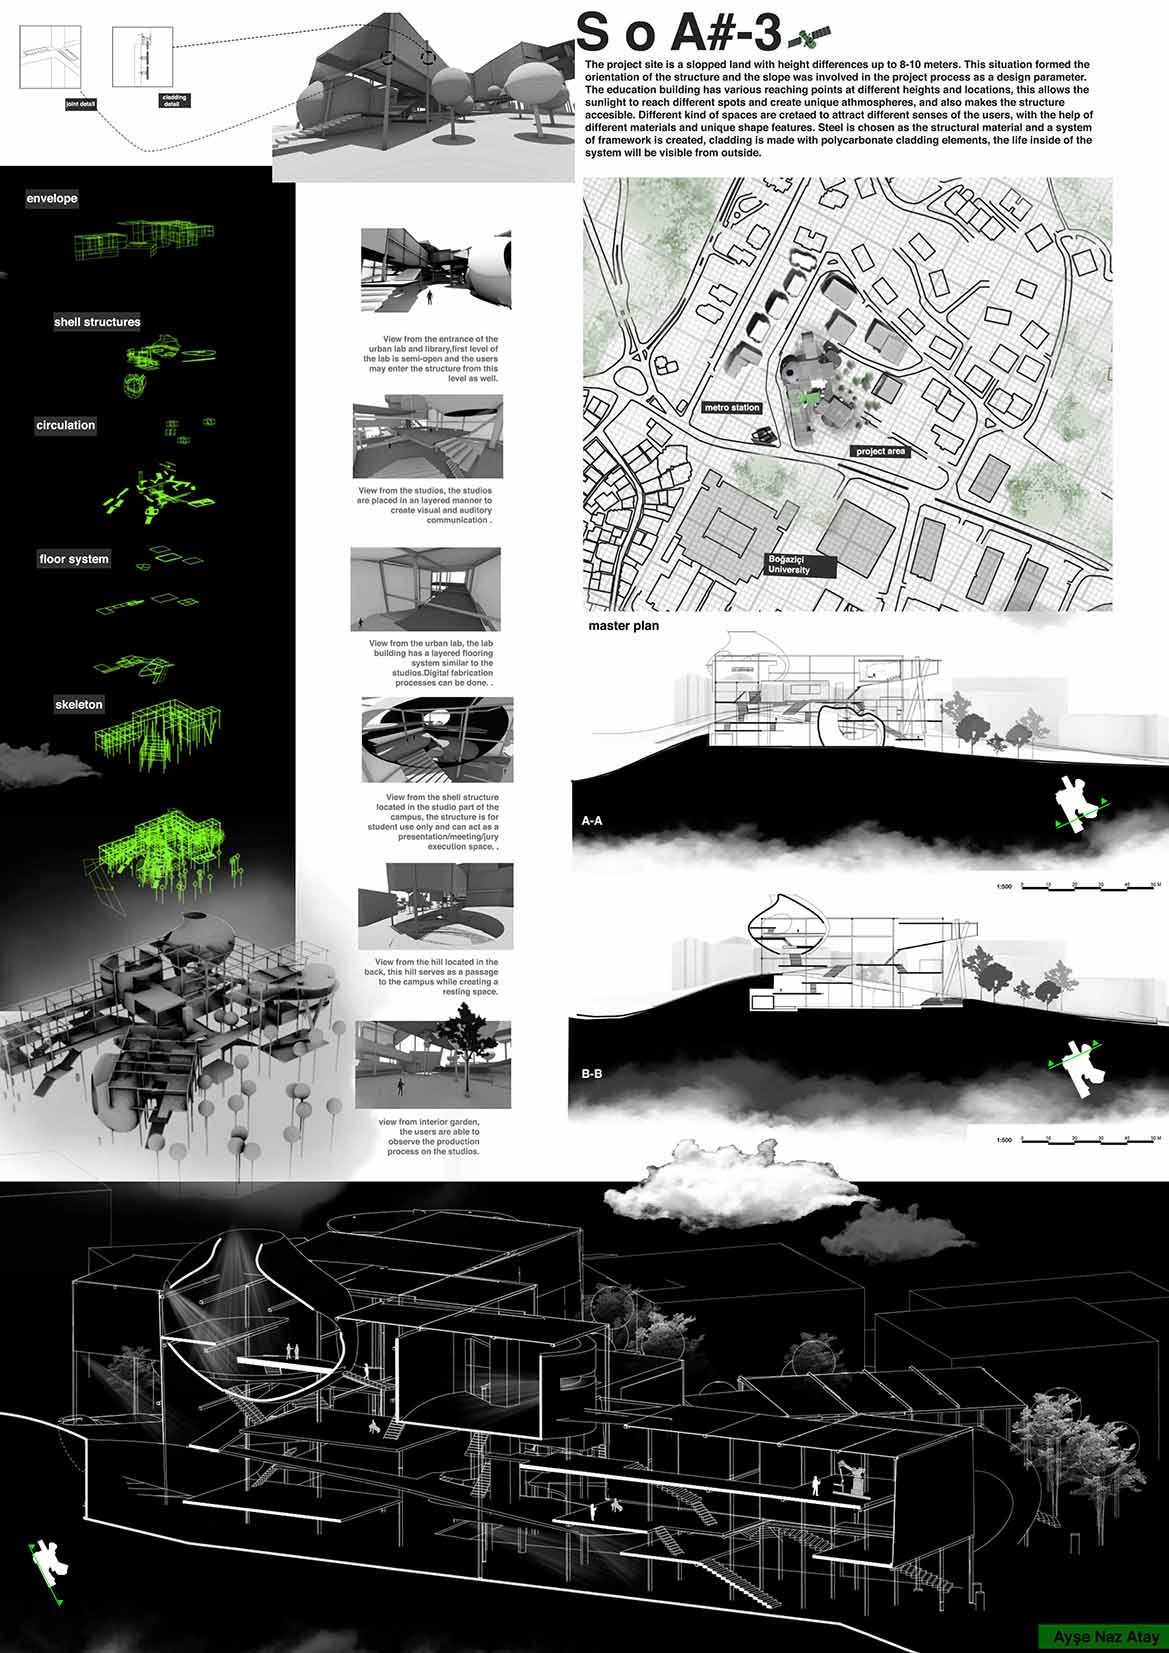 joint detail
cladding
detail
S o A#-3
The project site is a slopped land with height differences up to 8-10 meters. This situation formed the
orientation of the structure and the slope was involved in the project process as a design parameter.
The education building has various reaching points at different heights and locations, this allows the
sunlight to reach different spots and create unique athmospheres, and also makes the structure
accesible. Different kind of spaces are cretaed to attract different senses of the users, with the help of
different materials and unique shape features. Steel is chosen as the structural material and a system
of framework is created, cladding is made with polycarbonate cladding elements, the life inside of the
system will be visible from outside.
envelope
shell structures
circulation
floor system
skeleton
View from the entrance of the
urban lab and library,first level of
the lab is semi-open and the users
may enter the structure from this
level as well.
View from the studios, the studios
are placed in an layered manner to
create visual and auditory
communication .
View from the urban lab, the lab
building has a layered flooring
system similar to the
studios.Digital fabrication
processes can be done. .
View from the shell structure
located in the studio part of the
campus, the structure is for
student use only and can act as a
presentation/meeting/jury
execution space. .
View from the hill located in the
back, this hill serves as a passage
to the campus while creating a
resting space.
view from interior garden,
the users are able to
observe the production
process on the studios.
metro station
project area
Boğaziçi
University
master plan
A-A
1:500 0 10 20 30 40 50 M
B-B
1:500 0 10 20 30 40 50 M
Ayşe Naz Atay